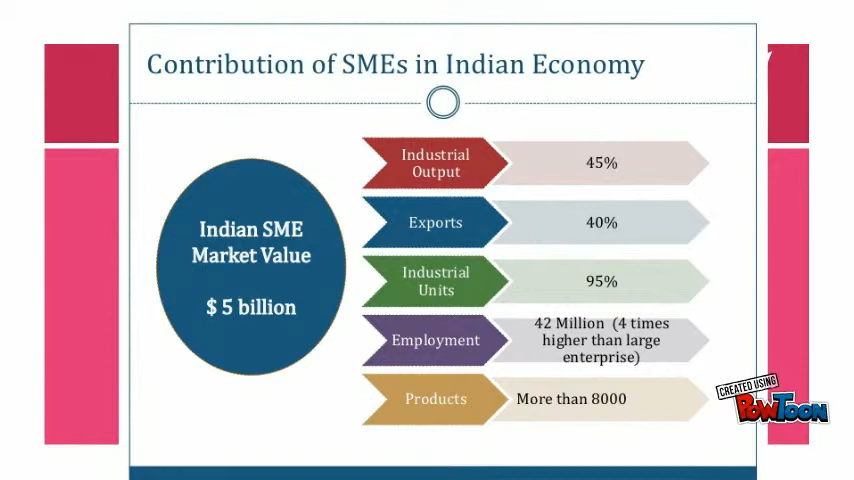 Contribution of SMEs in Indian Economy
Indian SME
Market Value
$ 5 billion
Industrial
Output
45%
Exports
40%
Industrial
Units
95%
Employment
42 Million (4 times
higher than large
enterprise)
Products
More than 8000
CREATED USING
POWTOON